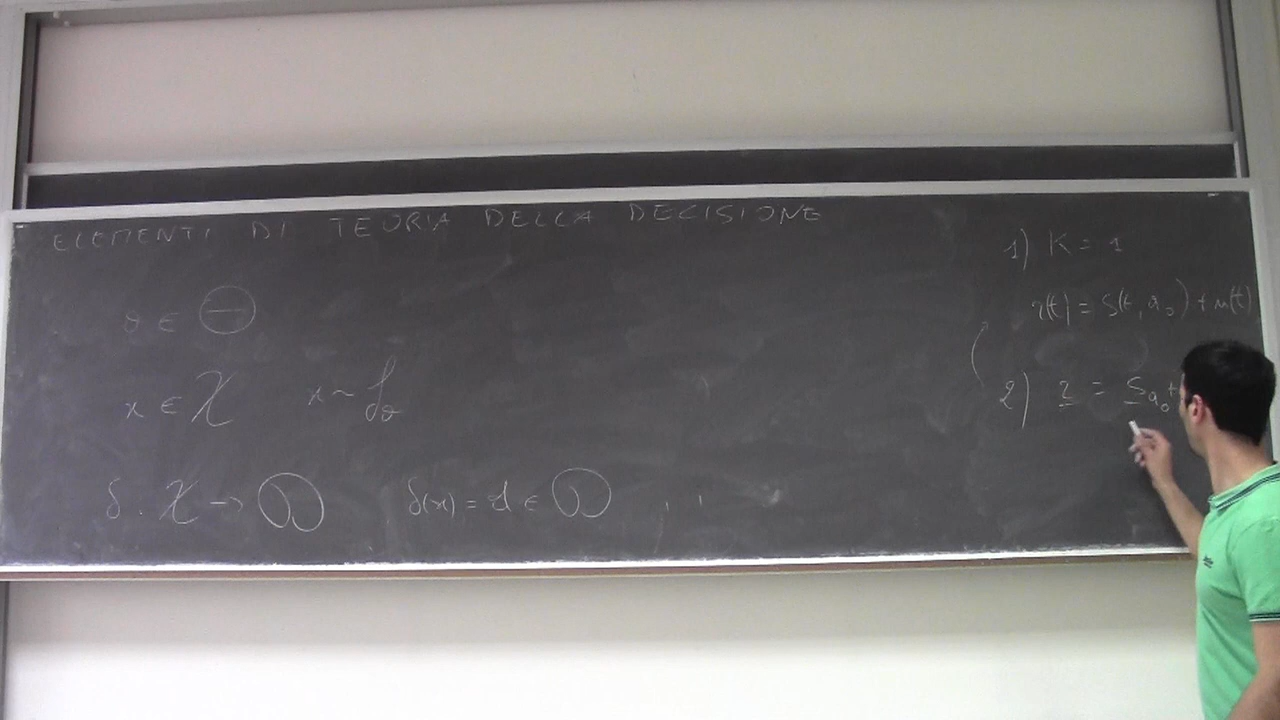 ELEMENTI DI TEORIA DELLA DECISIONE
θ ∈ Θ
x ∈ 𝒳 x ~ f_θ
δ : 𝒳 → 𝒟 δ(x) = d ∈ 𝒟
1) K = 1
r(t) = s(t, a_0) + n(t)
2) r = s_{a_0} +